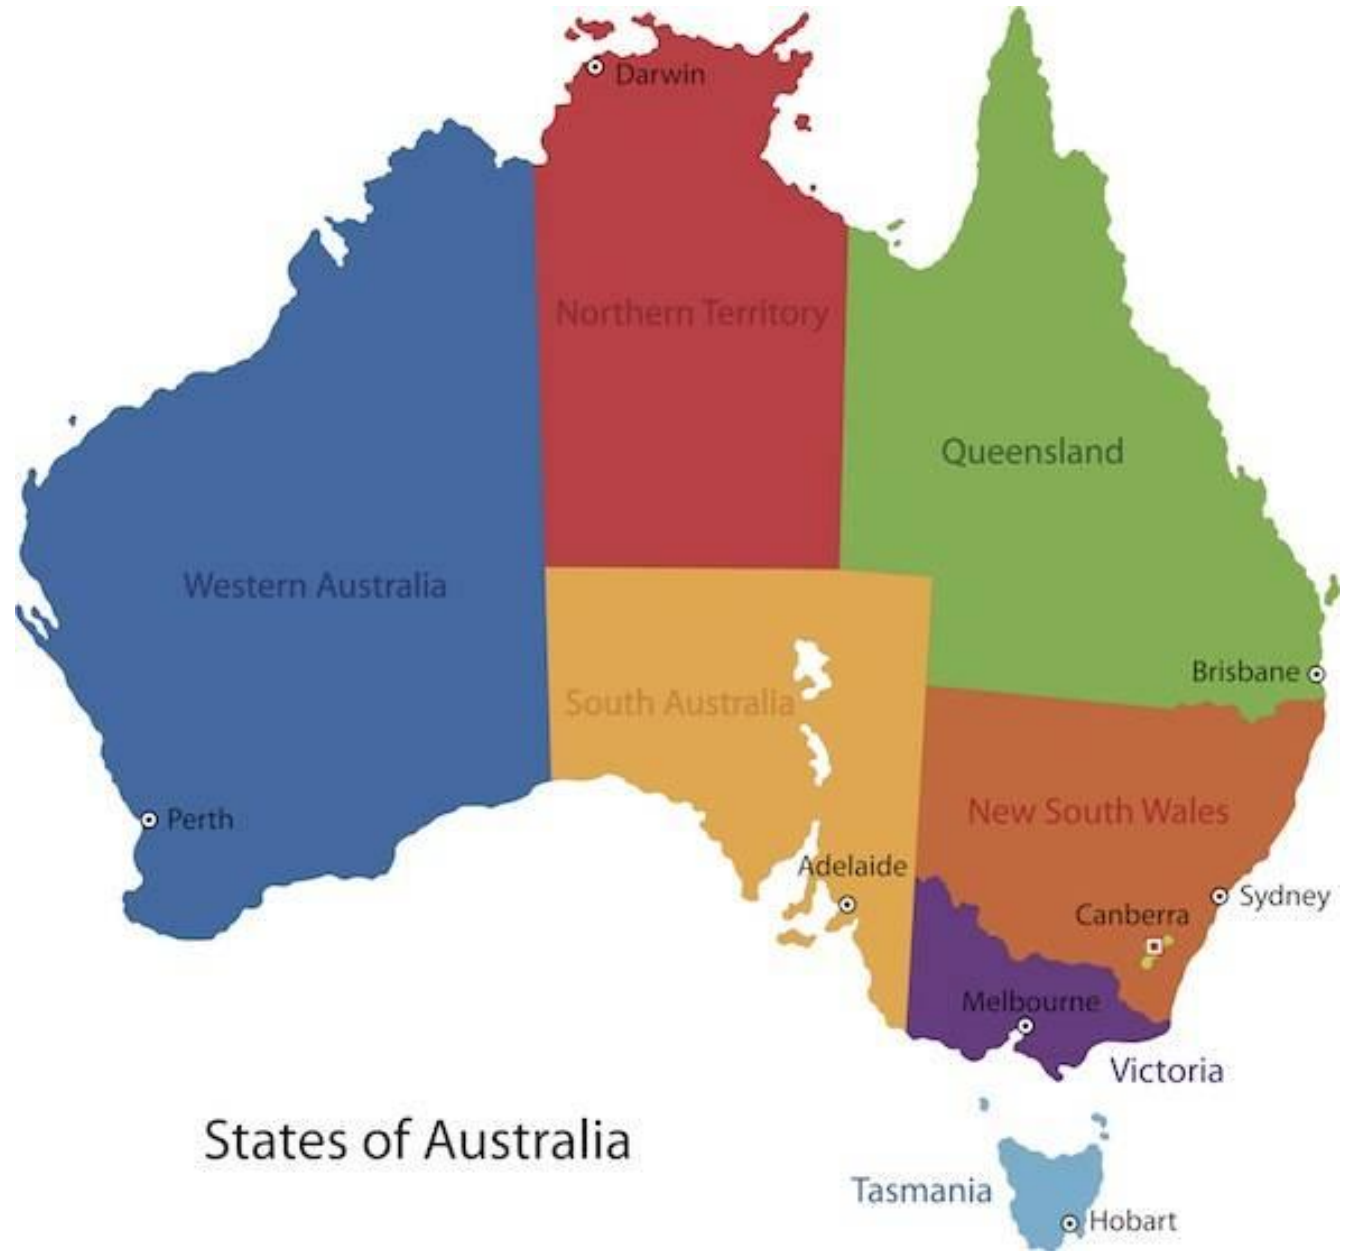 Darwin
Northern Territory
Queensland
Western Australia
Brisbane
South Australia
New South Wales
Perth
Adelaide
Sydney
Canberra
Melbourne
Victoria
States of Australia
Tasmania
Hobart